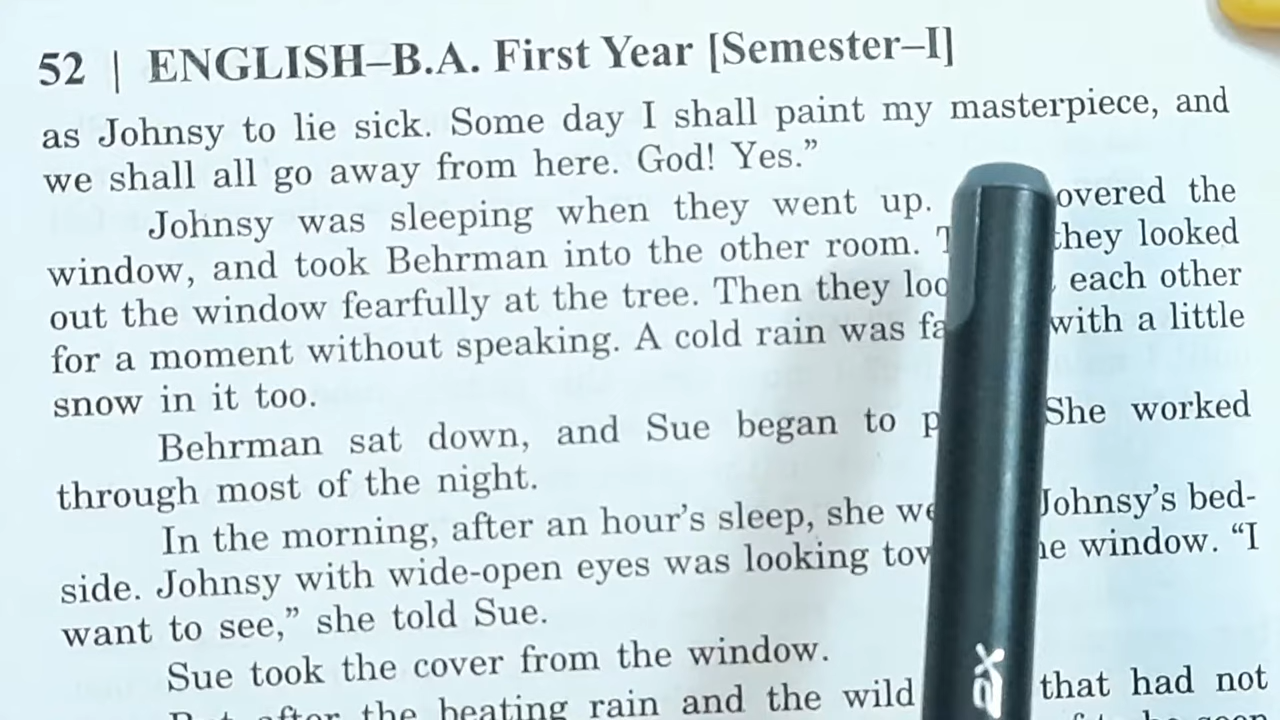 52 | ENGLISH–B.A. First Year [Semester–I]
as Johnsy to lie sick. Some day I shall paint my masterpiece, and
we shall all go away from here. God! Yes.”
Johnsy was sleeping when they went up. the
window, and took Behrman into the other room. they looked
out the window fearfully at the tree. Then they each other
for a moment without speaking. A cold rain was with a little
snow in it too.
Behrman sat down, and Sue began to She worked
through most of the night.
In the morning, after an hour’s sleep, she Johnsy’s bed-
side. Johnsy with wide-open eyes was looking window. “I
want to see,” she told Sue.
Sue took the cover from the window.
after the beating rain and the wild that had not